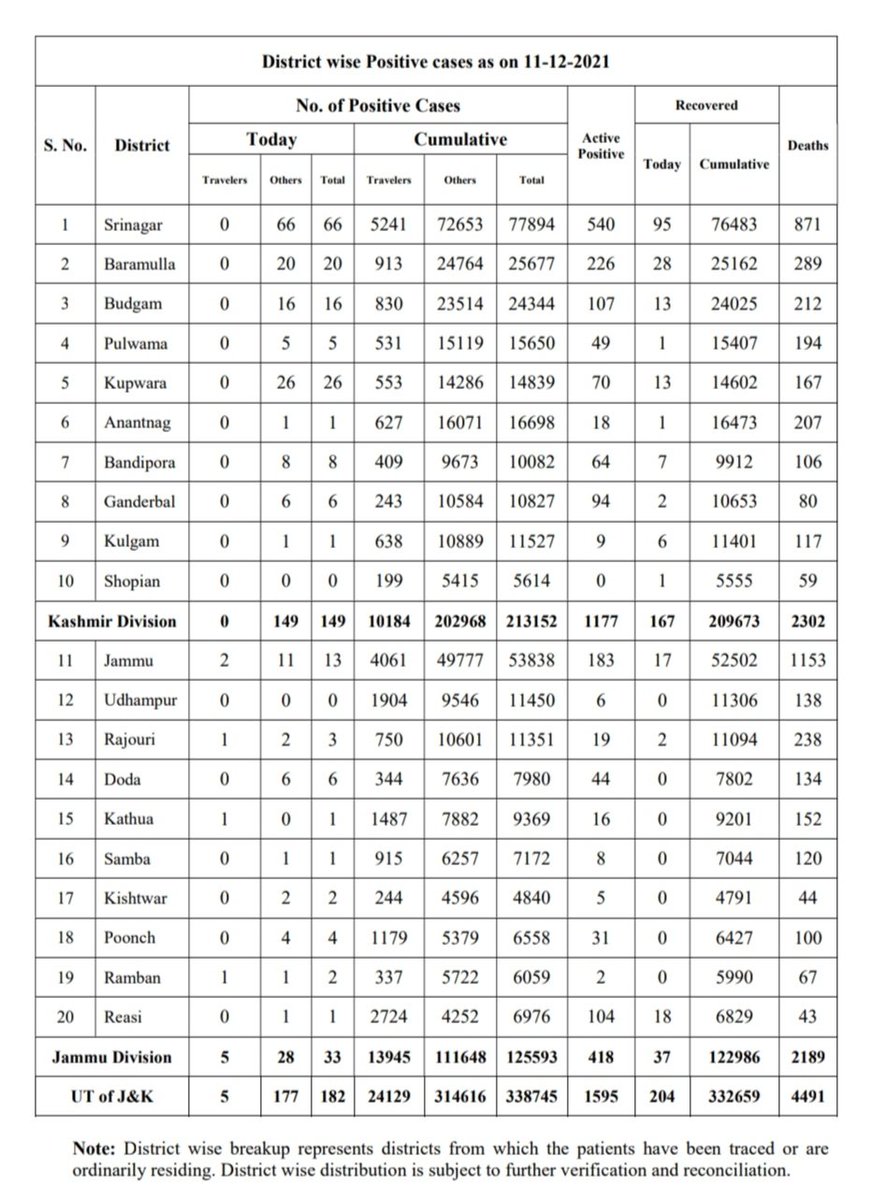 District wise Positive cases as on 11-12-2021
S. No. District No. of Positive Cases Active Positive Recovered Deaths
Today Cumulative Today Cumulative
Travelers Others Total Travelers Others Total
1 Srinagar 0 66 66 5241 72653 77894 540 95 76483 871
2 Baramulla 0 20 20 913 24764 25677 226 28 25162 289
3 Budgam 0 16 16 830 23514 24344 107 13 24025 212
4 Pulwama 0 5 5 531 15119 15650 49 1 15407 194
5 Kupwara 0 26 26 553 14286 14839 70 13 14602 167
6 Anantnag 0 1 1 627 16071 16698 18 1 16473 207
7 Bandipora 0 8 8 409 9673 10082 64 7 9912 106
8 Ganderbal 0 6 6 243 10584 10827 94 2 10653 80
9 Kulgam 0 1 1 638 10889 11527 9 6 11401 117
10 Shopian 0 0 0 199 5415 5614 0 1 5555 59
Kashmir Division 0 149 149 10184 202968 213152 1177 167 209673 2302
11 Jammu 2 11 13 4061 49777 53838 183 17 52502 1153
12 Udhampur 0 0 0 1904 9546 11450 6 0 11306 138
13 Rajouri 1 2 3 750 10601 11351 19 2 11094 238
14 Doda 0 6 6 344 7636 7980 44 0 7802 134
15 Kathua 1 0 1 1487 7882 9369 16 0 9201 152
16 Samba 0 1 1 915 6257 7172 8 0 7044 120
17 Kishtwar 0 2 2 244 4596 4840 5 0 4791 44
18 Poonch 0 4 4 1179 5379 6558 31 0 6427 100
19 Ramban 1 1 2 337 5722 6059 2 0 5990 67
20 Reasi 0 1 1 2724 4252 6976 104 18 6829 43
Jammu Division 5 28 33 13945 111648 125593 418 37 122986 2189
UT of J&K 5 177 182 24129 314616 338745 1595 204 332659 4491
Note: District wise breakup represents districts from which the patients have been traced or are
ordinarily residing. District wise distribution is subject to further verification and reconciliation.